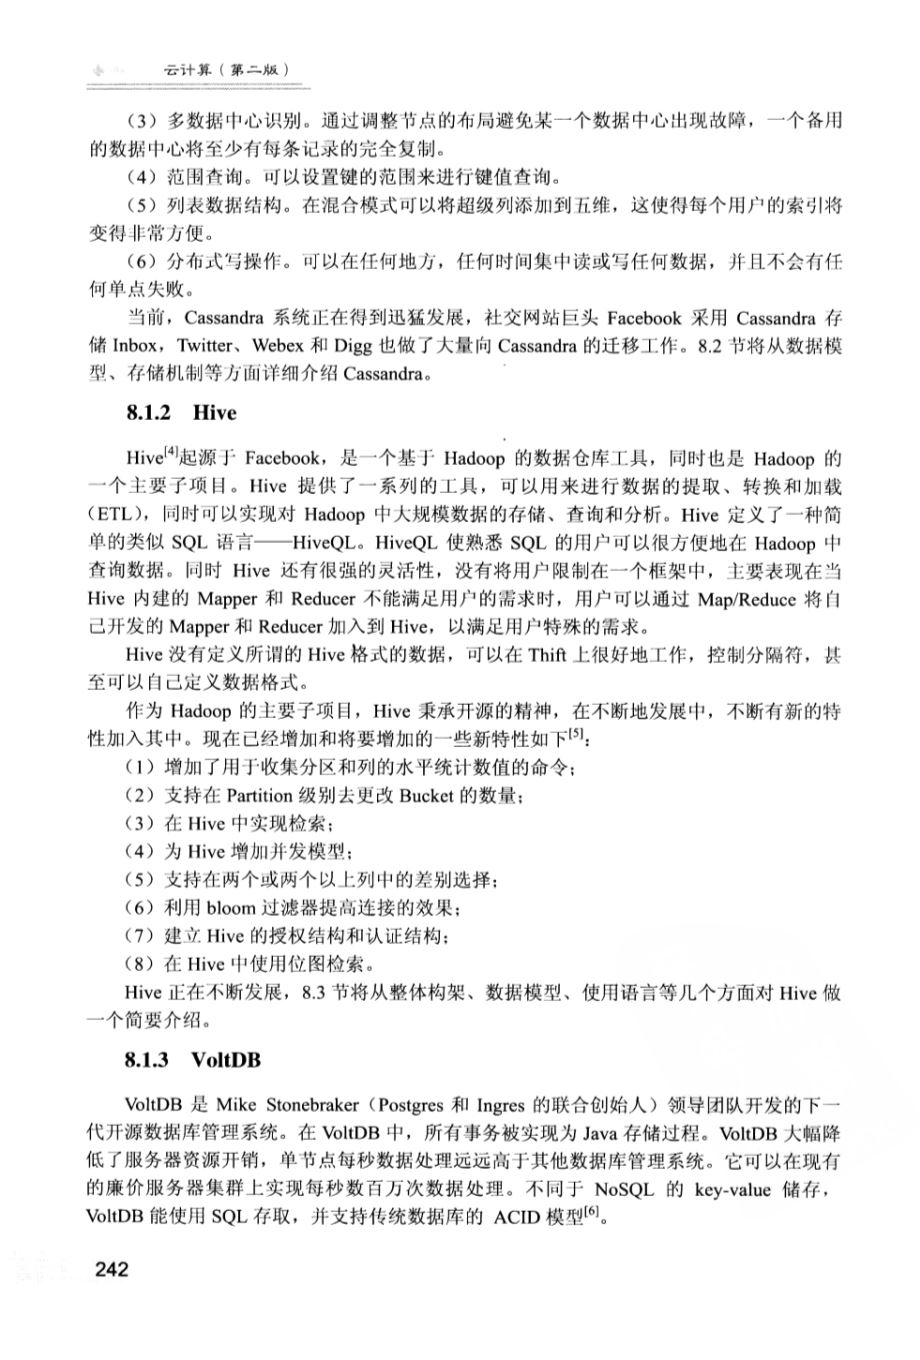 云计算（第二版）
（3）多数据中心识别。通过调整节点的布局避免某一个数据中心出现故障，一个备用
的数据中心将至少有每条记录的完全复制。
（4）范围查询。可以设置键的范围来进行键值查询。
（5）列表数据结构。在混合模式可以将超级列添加到五维，这使得每个用户的索引将
变得非常方便。
（6）分布式写操作。可以在任何地方，任何时间集中读或写任何数据，并且不会有任
何单点失败。
当前，Cassandra 系统正在得到迅猛发展，社交网站巨头 Facebook 采用 Cassandra 存
储 Inbox，Twitter、Webex 和 Digg 也做了大量向 Cassandra 的迁移工作。8.2 节将从数据模
型、存储机制等方面详细介绍 Cassandra。
8.1.2 Hive
Hive[4]起源于 Facebook，是一个基于 Hadoop 的数据仓库工具，同时也是 Hadoop 的
一个主要子项目。Hive 提供了一系列的工具，可以用来进行数据的提取、转换和加载
（ETL），同时可以实现对 Hadoop 中大规模数据的存储、查询和分析。Hive 定义了一种简
单的类似 SQL 语言——HiveQL。HiveQL 使熟悉 SQL 的用户可以很方便地在 Hadoop 中
查询数据。同时 Hive 还有很强的灵活性，没有将用户限制在一个框架中，主要表现在当
Hive 内建的 Mapper 和 Reducer 不能满足用户的需求时，用户可以通过 Map/Reduce 将自
己开发的 Mapper 和 Reducer 加入到 Hive，以满足用户特殊的需求。
Hive 没有定义所谓的 Hive 格式的数据，可以在 Thift 上很好地工作，控制分隔符，甚
至可以自己定义数据格式。
作为 Hadoop 的主要子项目，Hive 秉承开源的精神，在不断地发展中，不断有新的特
性加入其中。现在已经增加和将要增加的一些新特性如下[5]：
（1）增加了用于收集分区和列的水平统计数值的命令；
（2）支持在 Partition 级别去更改 Bucket 的数量；
（3）在 Hive 中实现检索；
（4）为 Hive 增加并发模型；
（5）支持在两个或两个以上列中的差别选择；
（6）利用 bloom 过滤器提高连接的效果；
（7）建立 Hive 的授权结构和认证结构；
（8）在 Hive 中使用位图检索。
Hive 正在不断发展，8.3 节将从整体构架、数据模型、使用语言等几个方面对 Hive 做
一个简要介绍。
8.1.3 VoltDB
VoltDB 是 Mike Stonebraker（Postgres 和 Ingres 的联合创始人）领导团队开发的下一
代开源数据库管理系统。在 VoltDB 中，所有事务被实现为 Java 存储过程。VoltDB 大幅降
低了服务器资源开销，单节点每秒数据处理远远高于其他数据库管理系统。它可以在现有
的廉价服务器集群上实现每秒数百万次数据处理。不同于 NoSQL 的 key-value 储存，
VoltDB 能使用 SQL 存取，并支持传统数据库的 ACID 模型[6]。
242